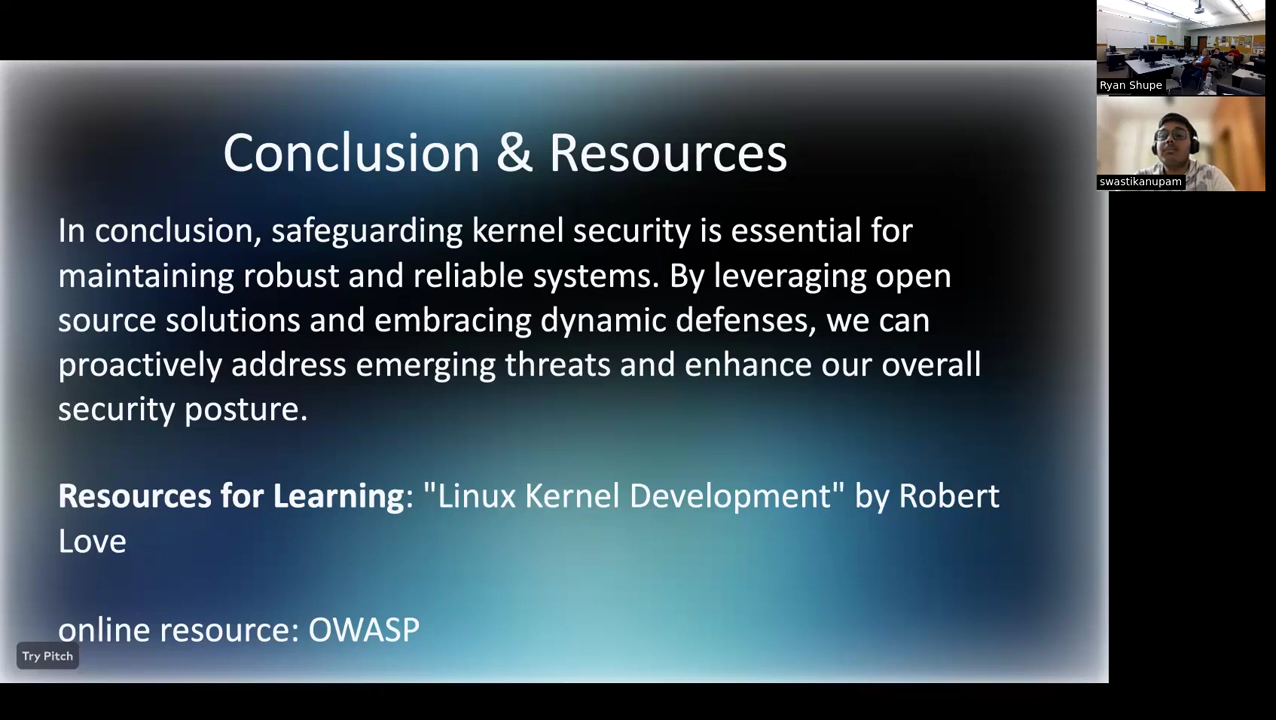 Ryan Shupe
swastikanupam
Conclusion & Resources
In conclusion, safeguarding kernel security is essential for
maintaining robust and reliable systems. By leveraging open
source solutions and embracing dynamic defenses, we can
proactively address emerging threats and enhance our overall
security posture.
Resources for Learning: "Linux Kernel Development" by Robert
Love
online resource: OWASP
Try Pitch